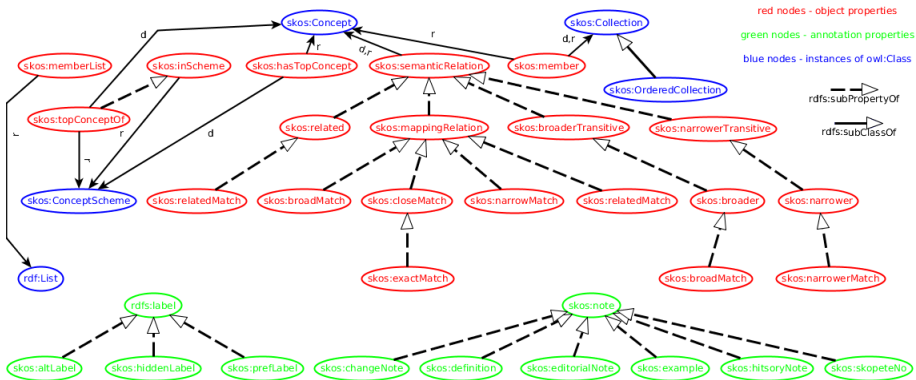 red nodes - object properties
green nodes - annotation properties
blue nodes - instances of owl:Class
rdfs:subPropertyOf
rdfs:subClassOf
skos:Concept
skos:Collection
d
r
d,r
r
d,r
skos:memberList
skos:inScheme
skos:hasTopConcept
skos:semanticRelation
skos:member
skos:OrderedCollection
skos:topConceptOf
skos:related
skos:mappingRelation
skos:broaderTransitive
skos:narrowerTransitive
r
r
r
d
skos:ConceptScheme
skos:relatedMatch
skos:broadMatch
skos:closeMatch
skos:narrowMatch
skos:relatedMatch
skos:broader
skos:narrower
rdf:List
skos:exactMatch
skos:broadMatch
skos:narrowerMatch
rdfs:label
skos:note
skos:altLabel
skos:hiddenLabel
skos:prefLabel
skos:changeNote
skos:definition
skos:editorialNote
skos:example
skos:hitsoryNote
skos:skopeteNo